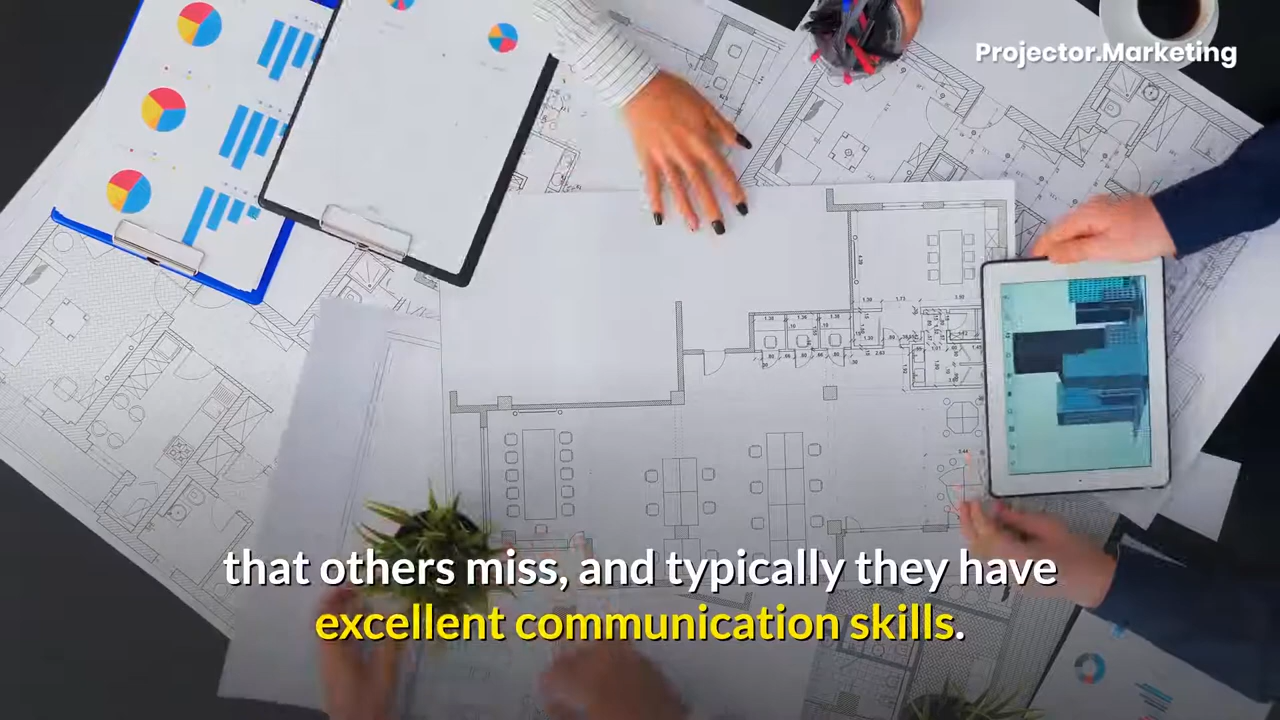 Projector.Marketing
that others miss, and typically they have
excellent communication skills.